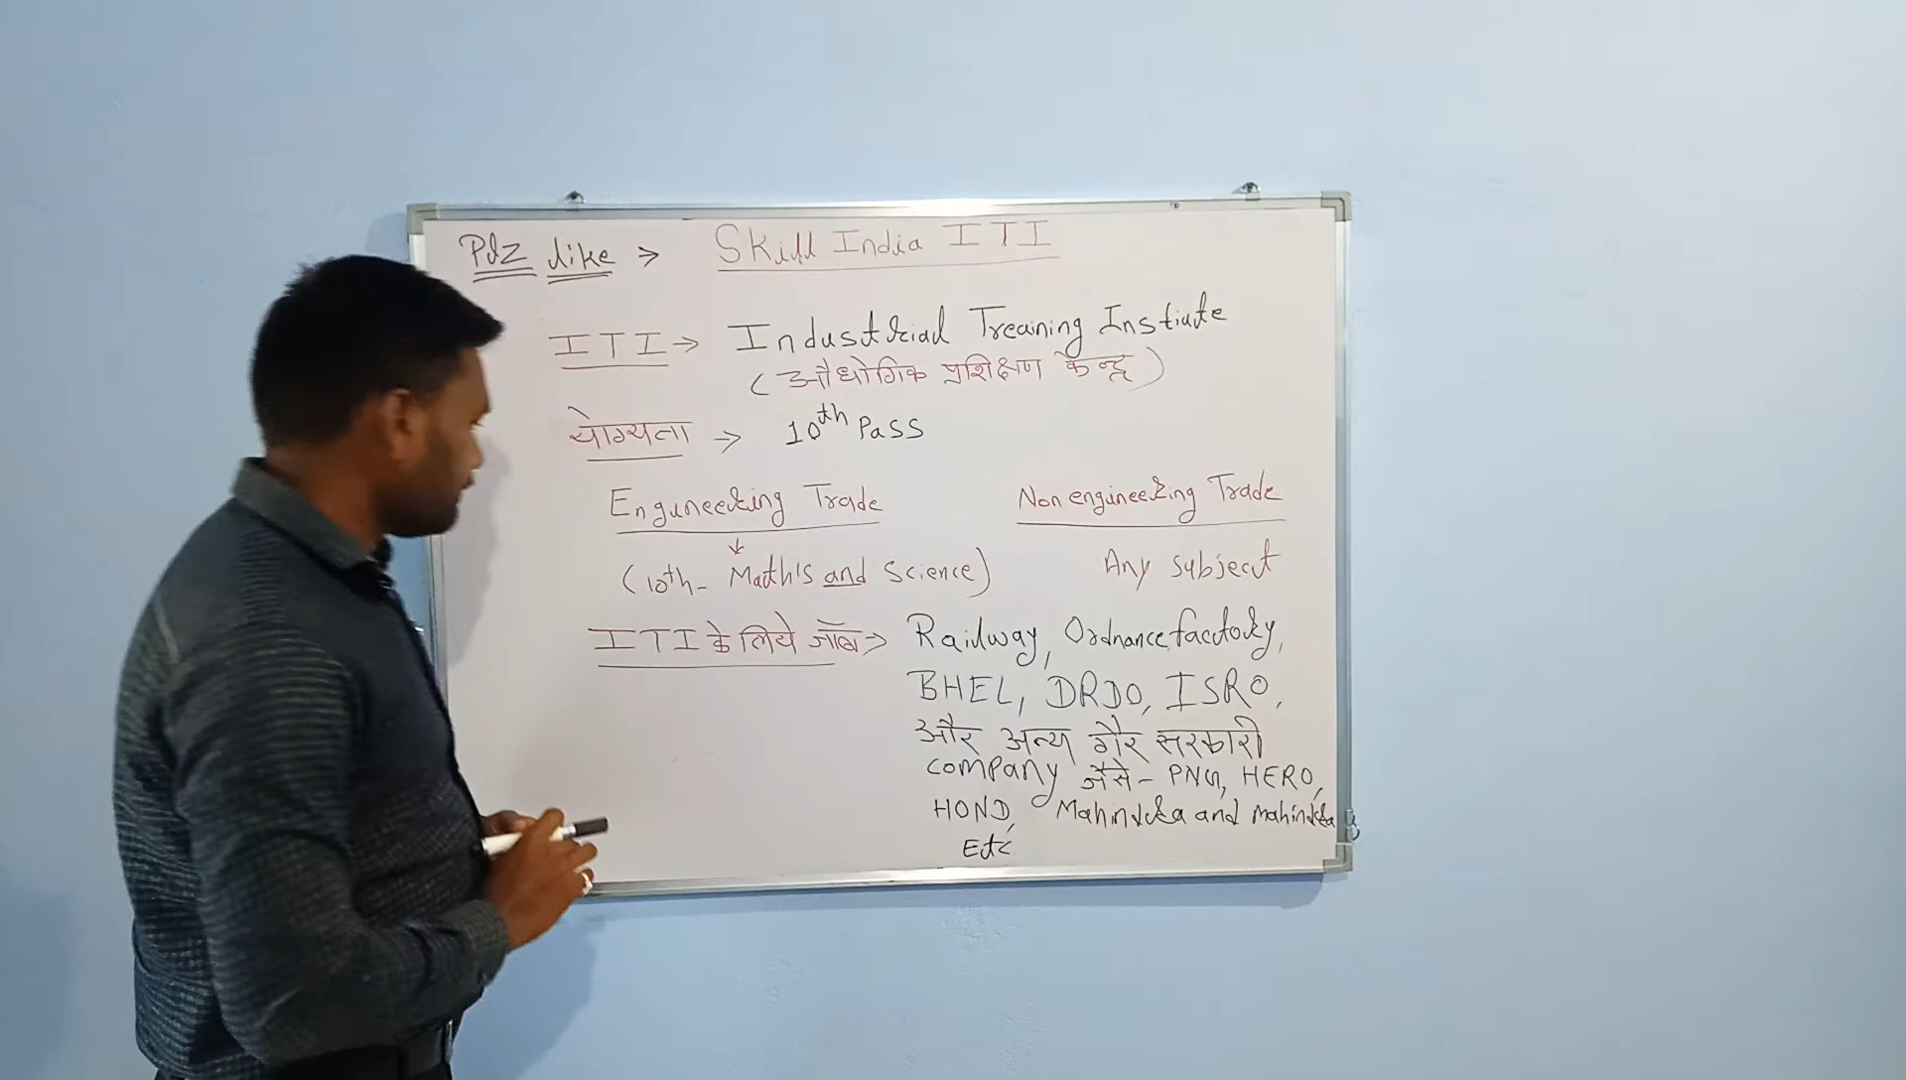 Plz like → Skill India ITI
ITI → Industrial Treaining Instiute
(औधोगिक प्रशिक्षण केन्द्र)
योग्यता → 10th Pass
Engineering Trade Non engineering Trade
(10th - Math's and Science) Any Subject
ITI के लिये जॉब → Railway, Ordnance factory,
BHEL, DRDO, ISRO,
और अन्य गैर सरकारी
Company जैसे - PNG, HERO,
HOND, Mahindra and mahindra
Etc